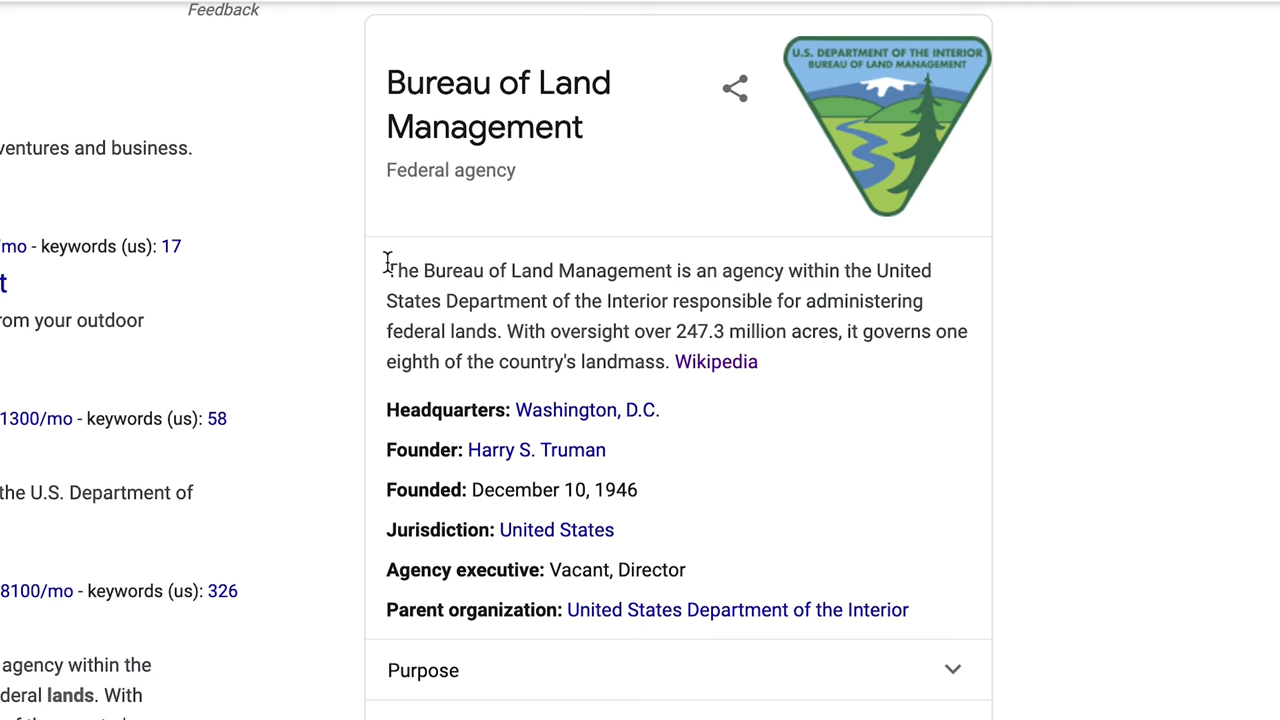 Feedback
ventures and business.
/mo - keywords (us): 17
t
rom your outdoor
1300/mo - keywords (us): 58
the U.S. Department of
8100/mo - keywords (us): 326
agency within the
deral lands. With
Bureau of Land
Management
Federal agency
U.S. DEPARTMENT OF THE INTERIOR
BUREAU OF LAND MANAGEMENT
The Bureau of Land Management is an agency within the United
States Department of the Interior responsible for administering
federal lands. With oversight over 247.3 million acres, it governs one
eighth of the country's landmass. Wikipedia
Headquarters: Washington, D.C.
Founder: Harry S. Truman
Founded: December 10, 1946
Jurisdiction: United States
Agency executive: Vacant, Director
Parent organization: United States Department of the Interior
Purpose